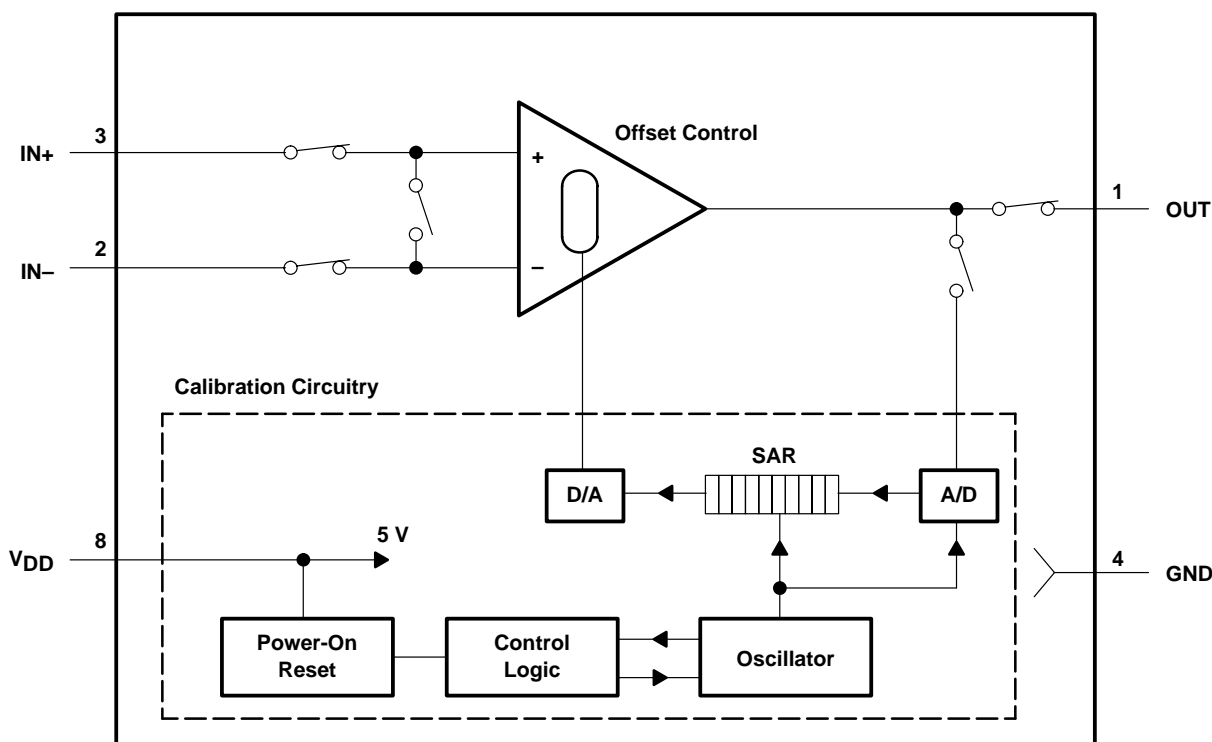 Offset Control
3
IN+
+
1
OUT
2
IN–
–
Calibration Circuitry
SAR
D/A
A/D
5 V
8
VDD
4
GND
Power-On
Reset
Control
Logic
Oscillator